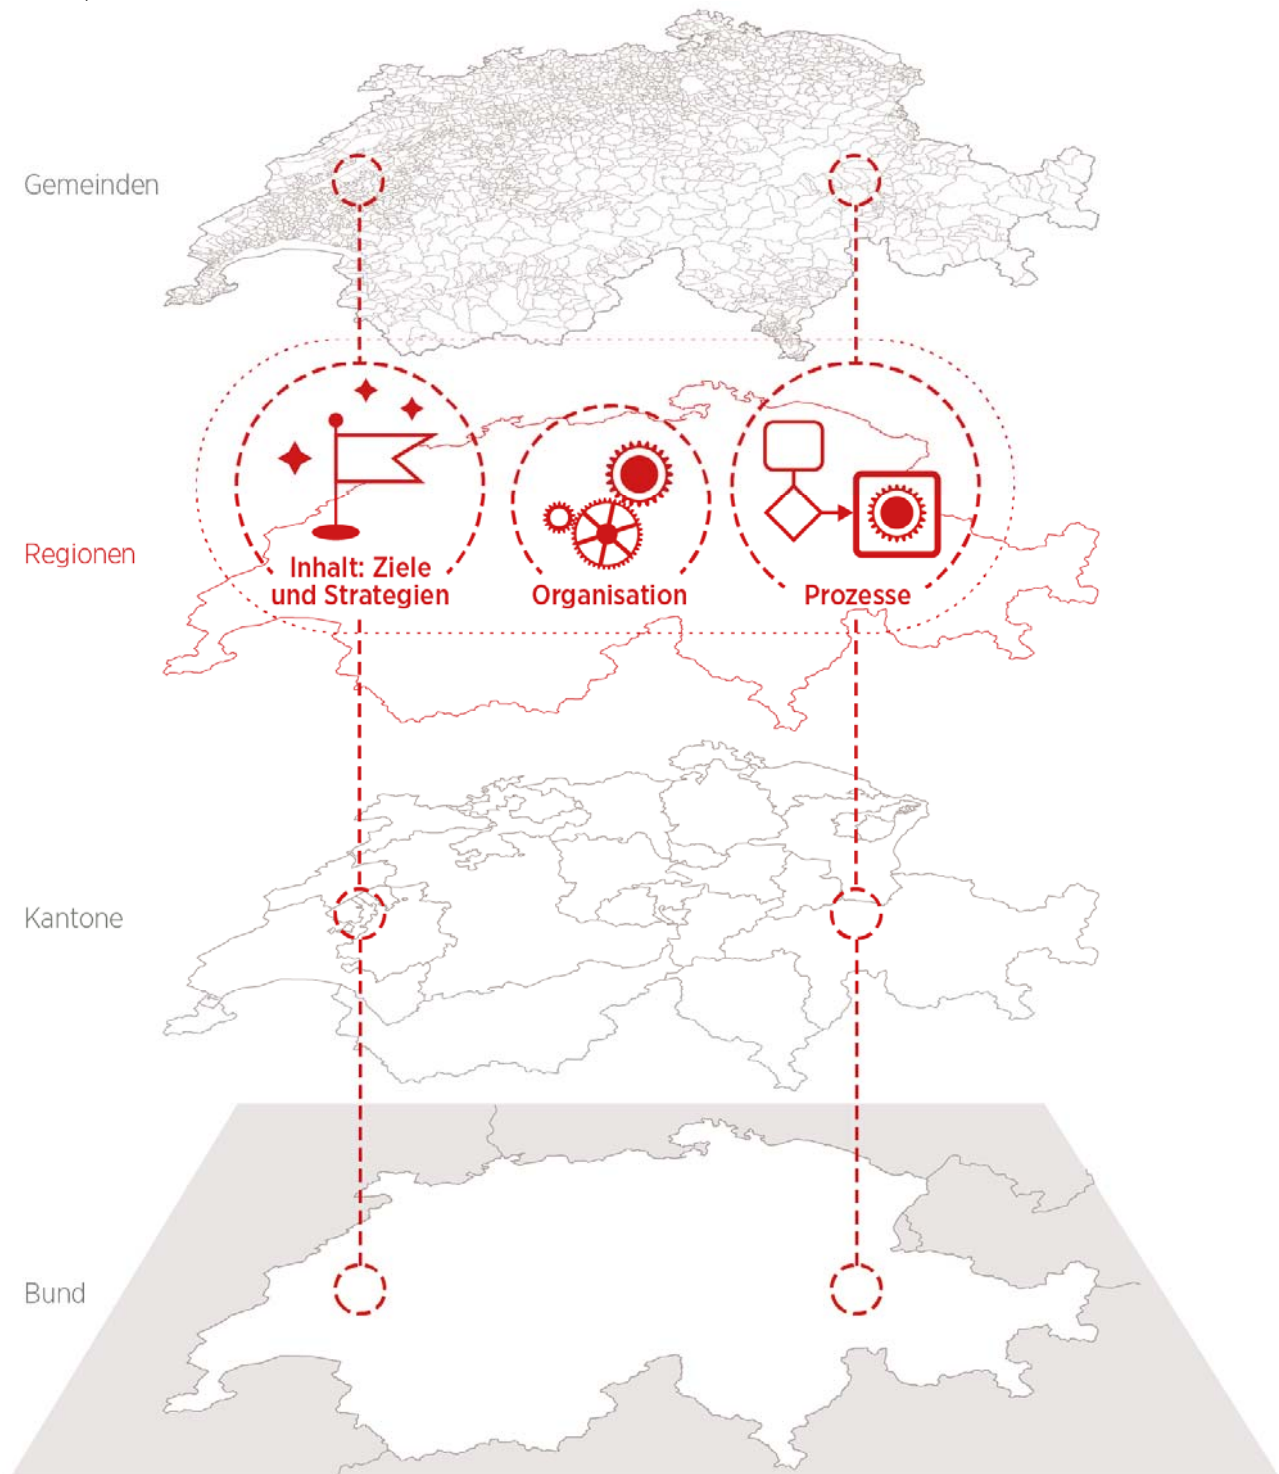 Gemeinden
Regionen
Inhalt: Ziele
und Strategien
Organisation
Prozesse
Kantone
Bund